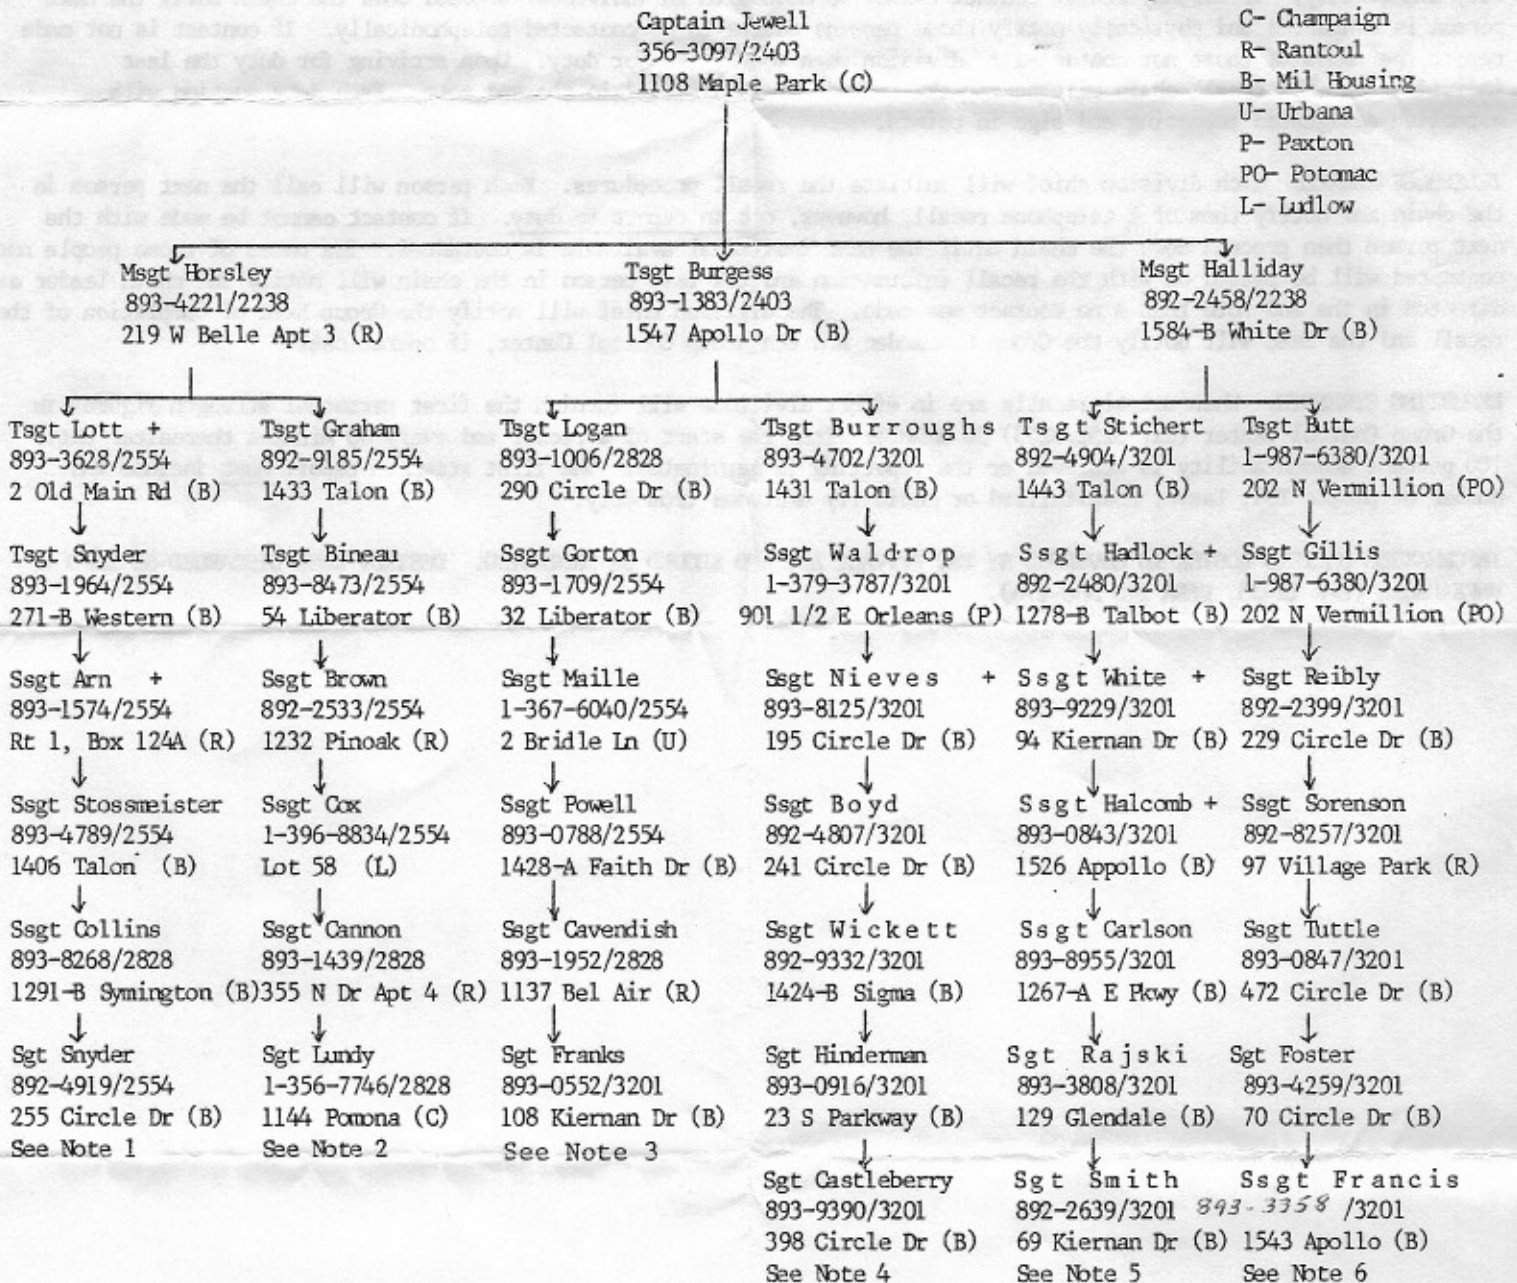 Captain Jewell
356-3097/2403
1108 Maple Park (C)
C- Champaign
R- Rantoul
B- Mil Housing
U- Urbana
P- Paxton
PO- Potomac
L- Ludlow
Msgt Horsley
893-4221/2238
219 W Belle Apt 3 (R)
Tsgt Burgess
893-1383/2403
1547 Apollo Dr (B)
Msgt Halliday
892-2458/2238
1584-B White Dr (B)
Tsgt Lott +
893-3628/2554
2 Old Main Rd (B)
Tsgt Snyder
893-1964/2554
271-B Western (B)
Ssgt Arn +
893-1574/2554
Rt 1, Box 124A (R)
Ssgt Stossmeister
893-4789/2554
1406 Talon (B)
Ssgt Collins
893-8268/2828
1291-B Symington (B)
Sgt Snyder
892-4919/2554
255 Circle Dr (B)
See Note 1
Tsgt Graham
892-9185/2554
1433 Talon (B)
Tsgt Bineau
893-8473/2554
54 Liberator (B)
Ssgt Brown
892-2533/2554
1232 Pinoak (R)
Ssgt Cox
1-396-8834/2554
Lot 58 (L)
Ssgt Cannon
893-1439/2828
355 N Dr Apt 4 (R)
Sgt Lundy
1-356-7746/2828
1144 Pomona (C)
See Note 2
Tsgt Logan
893-1006/2828
290 Circle Dr (B)
Ssgt Gorton
893-1709/2554
32 Liberator (B)
Ssgt Maille
1-367-6040/2554
2 Bridle Ln (U)
Ssgt Powell
893-0788/2554
1428-A Faith Dr (B)
Ssgt Cavendish
893-1952/2828
1137 Bel Air (R)
Sgt Franks
893-0552/3201
108 Kiernan Dr (B)
See Note 3
Tsgt Burroughs
893-4702/3201
1431 Talon (B)
Ssgt Waldrop
1-379-3787/3201
901 1/2 E Orleans (P)
Ssgt Nieves +
893-8125/3201
195 Circle Dr (B)
Ssgt Boyd
892-4807/3201
241 Circle Dr (B)
Ssgt Wickett
892-9332/3201
1424-B Sigma (B)
Sgt Hinderman
893-0916/3201
23 S Parkway (B)
Sgt Castleberry
893-9390/3201
398 Circle Dr (B)
See Note 4
Tsgt Stichert
892-4904/3201
1443 Talon (B)
Ssgt Hadlock +
892-2480/3201
1278-B Talbot (B)
Ssgt White +
893-9229/3201
94 Kiernan Dr (B)
Ssgt Halcomb +
893-0843/3201
1526 Appollo (B)
Ssgt Carlson
893-8955/3201
1267-A E Pkwy (B)
Sgt Rajski
893-3808/3201
129 Glendale (B)
Sgt Smith
892-2639/3201
69 Kiernan Dr (B)
See Note 5
Tsgt Butt
1-987-6380/3201
202 N Vermillion (PO)
Ssgt Gillis
1-987-6380/3201
202 N Vermillion (PO)
Ssgt Reibly
892-2399/3201
229 Circle Dr (B)
Ssgt Sorenson
892-8257/3201
97 Village Park (R)
Ssgt Tuttle
893-0847/3201
472 Circle Dr (B)
Sgt Foster
893-4259/3201
70 Circle Dr (B)
Ssgt Francis
893-3358 /3201
1543 Apollo (B)
See Note 6